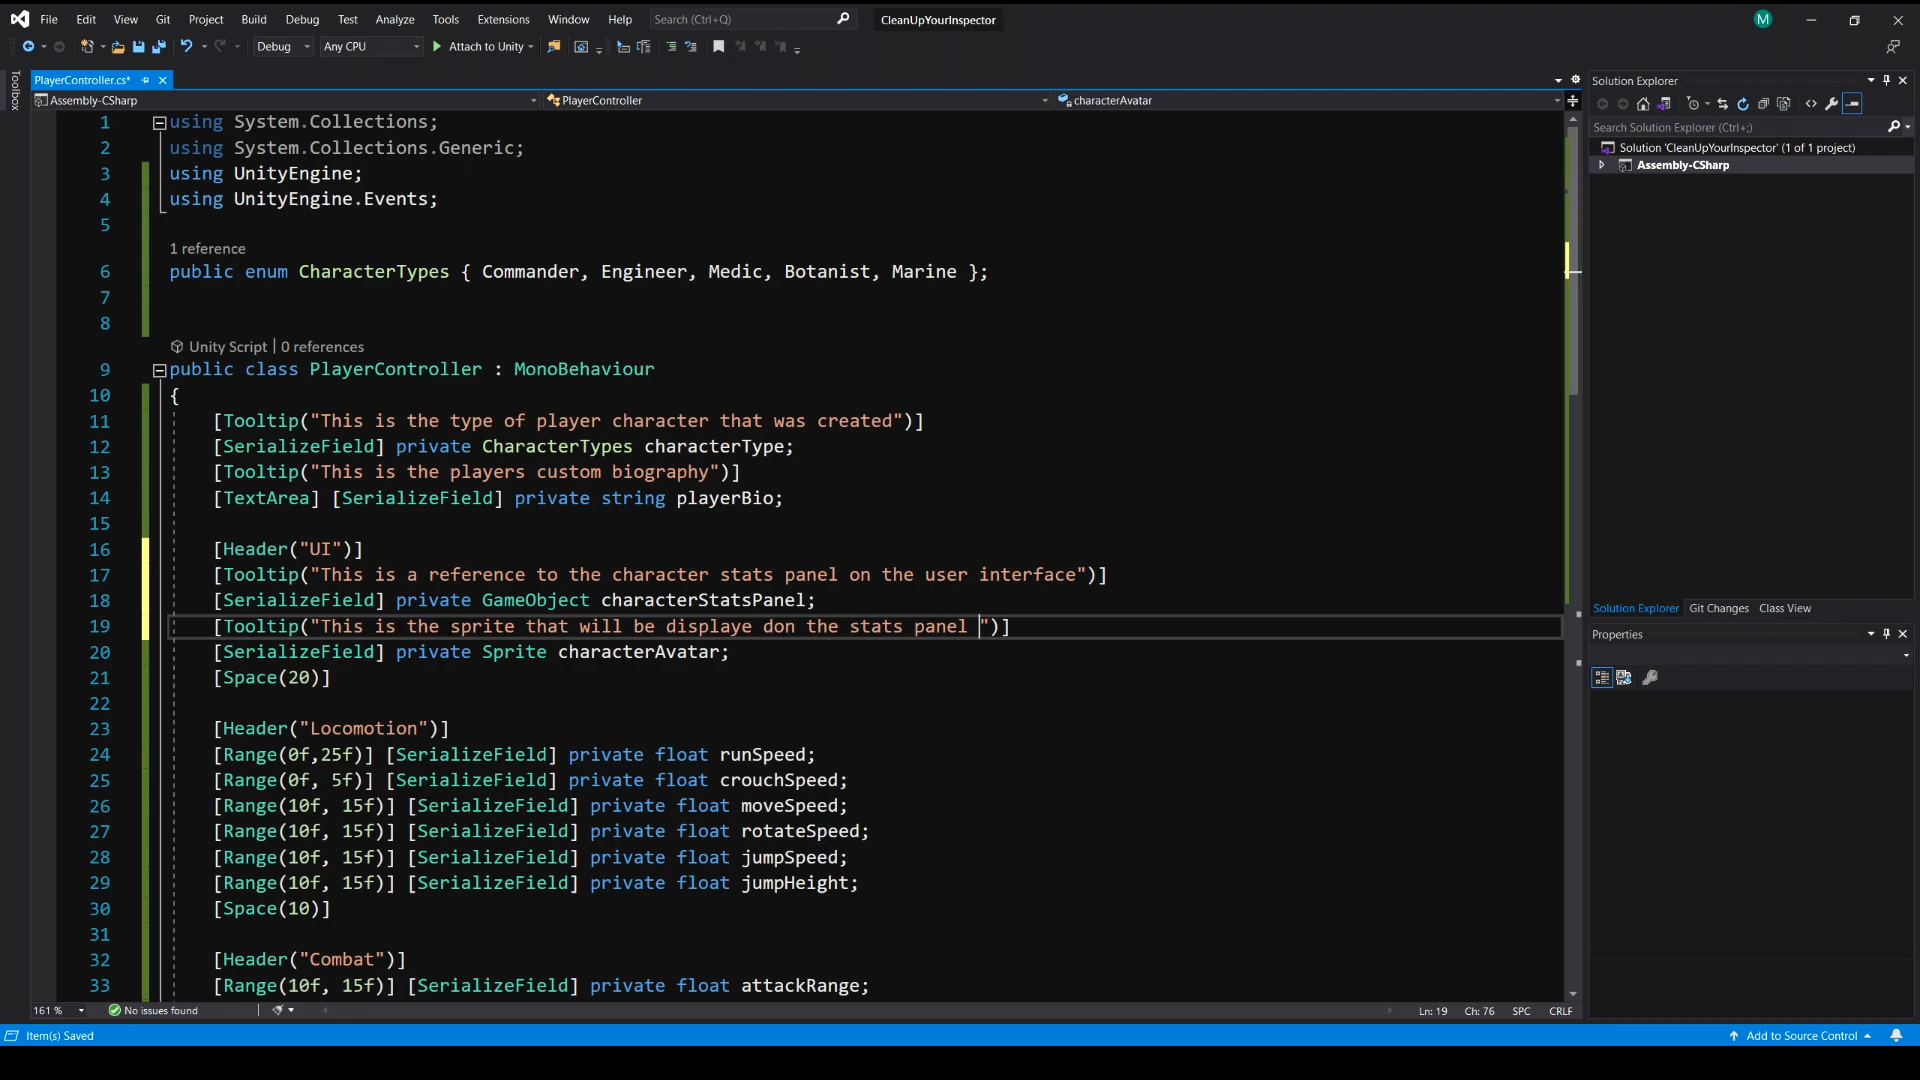 File Edit View Git Project Build Debug Test Analyze Tools Extensions Window Help Search (Ctrl+Q) CleanUpYourInspector M
Debug Any CPU Attach to Unity
Toolbox
PlayerController.cs*
Assembly-CSharp PlayerController characterAvatar
1 using System.Collections;
2 using System.Collections.Generic;
3 using UnityEngine;
4 using UnityEngine.Events;
5
1 reference
6 public enum CharacterTypes { Commander, Engineer, Medic, Botanist, Marine };
7
8
Unity Script | 0 references
9 public class PlayerController : MonoBehaviour
10 {
11 [Tooltip("This is the type of player character that was created")]
12 [SerializeField] private CharacterTypes characterType;
13 [Tooltip("This is the players custom biography")]
14 [TextArea] [SerializeField] private string playerBio;
15
16 [Header("UI")]
17 [Tooltip("This is a reference to the character stats panel on the user interface")]
18 [SerializeField] private GameObject characterStatsPanel;
19 [Tooltip("This is the sprite that will be displaye don the stats panel ")]
20 [SerializeField] private Sprite characterAvatar;
21 [Space(20)]
22
23 [Header("Locomotion")]
24 [Range(0f,25f)] [SerializeField] private float runSpeed;
25 [Range(0f, 5f)] [SerializeField] private float crouchSpeed;
26 [Range(10f, 15f)] [SerializeField] private float moveSpeed;
27 [Range(10f, 15f)] [SerializeField] private float rotateSpeed;
28 [Range(10f, 15f)] [SerializeField] private float jumpSpeed;
29 [Range(10f, 15f)] [SerializeField] private float jumpHeight;
30 [Space(10)]
31
32 [Header("Combat")]
33 [Range(10f, 15f)] [SerializeField] private float attackRange;
161 % No issues found Ln: 19 Ch: 76 SPC CRLF
Solution Explorer
Search Solution Explorer (Ctrl+;)
Solution 'CleanUpYourInspector' (1 of 1 project)
Assembly-CSharp
Solution Explorer Git Changes Class View
Properties
Item(s) Saved Add to Source Control